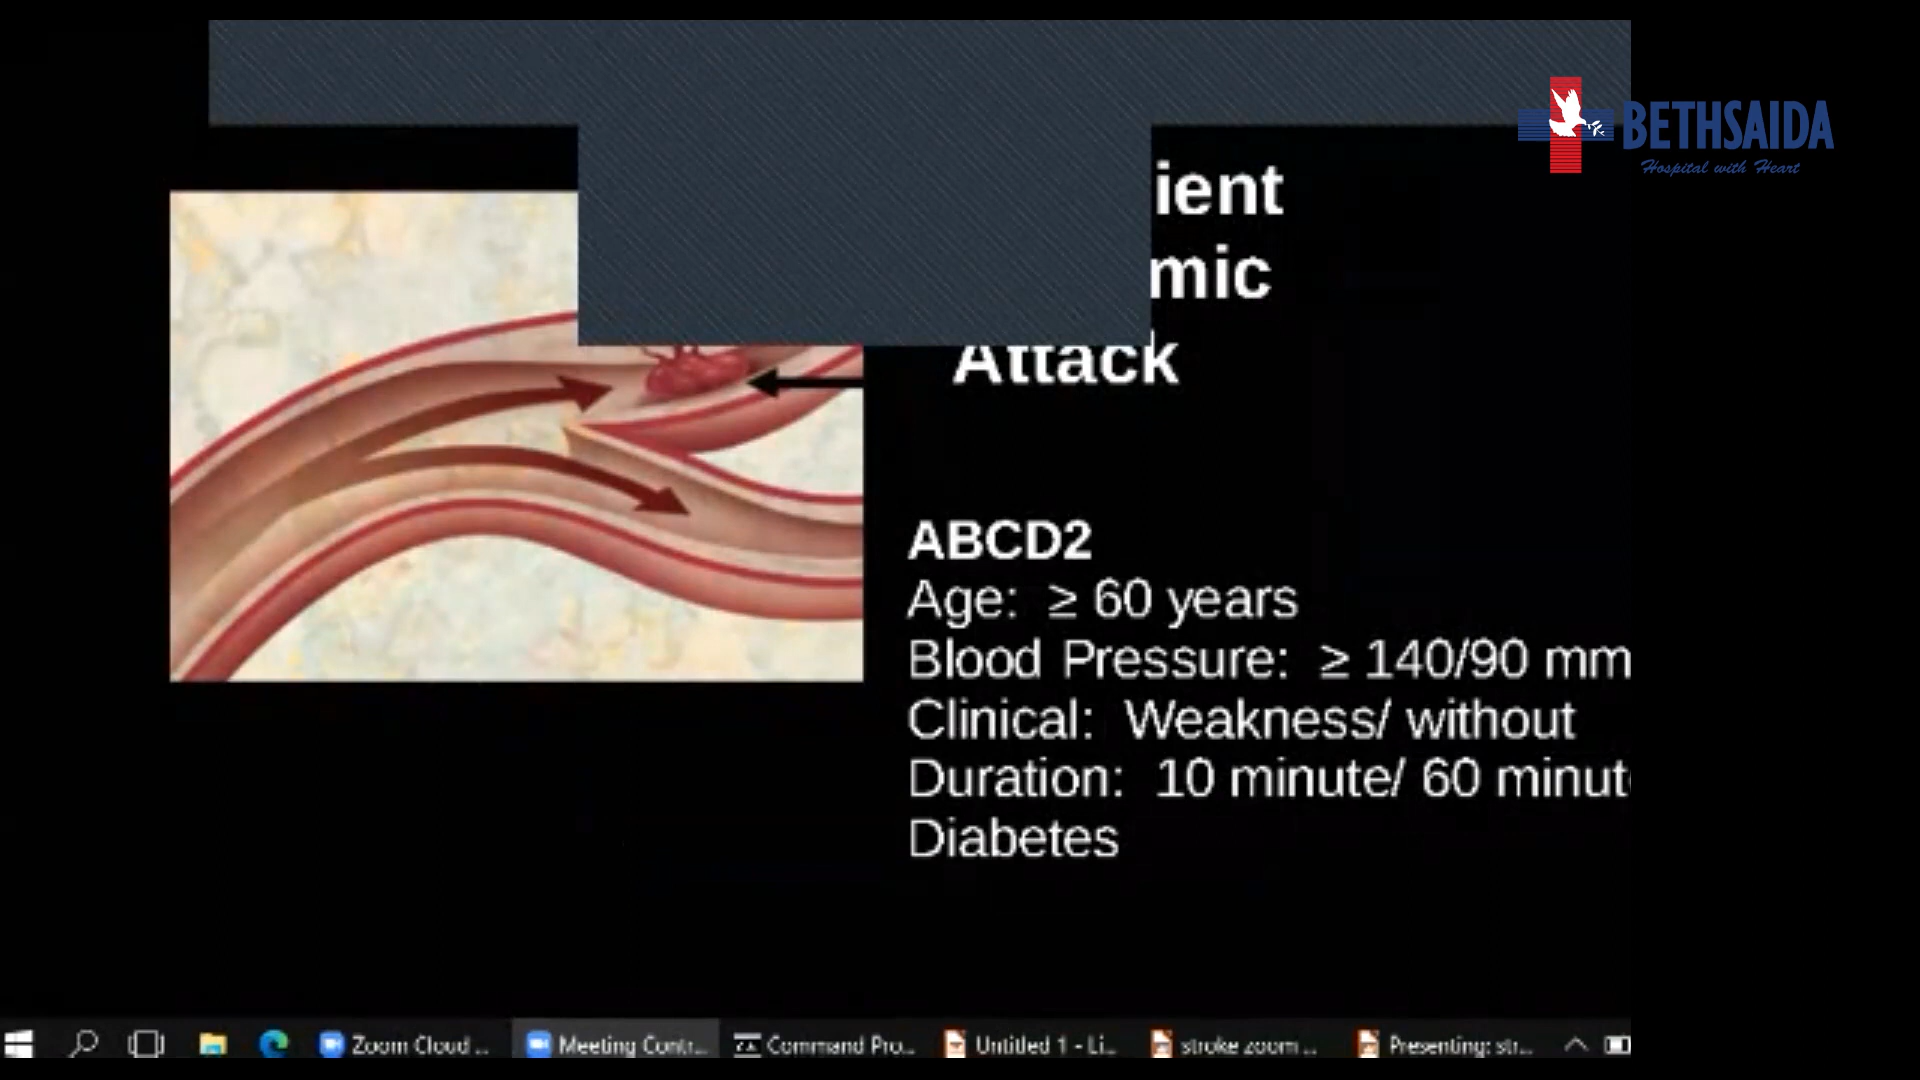 BETHSAIDA
Hospital with Heart
ient
mic
Attack
ABCD2
Age: ≥ 60 years
Blood Pressure: ≥ 140/90 mm
Clinical: Weakness/ without
Duration: 10 minute/ 60 minut
Diabetes
Zoom Cloud ...
Meeting Contr...
Command Pro...
Untitled 1 - Li...
stroke zoom ...
Presenting: str...